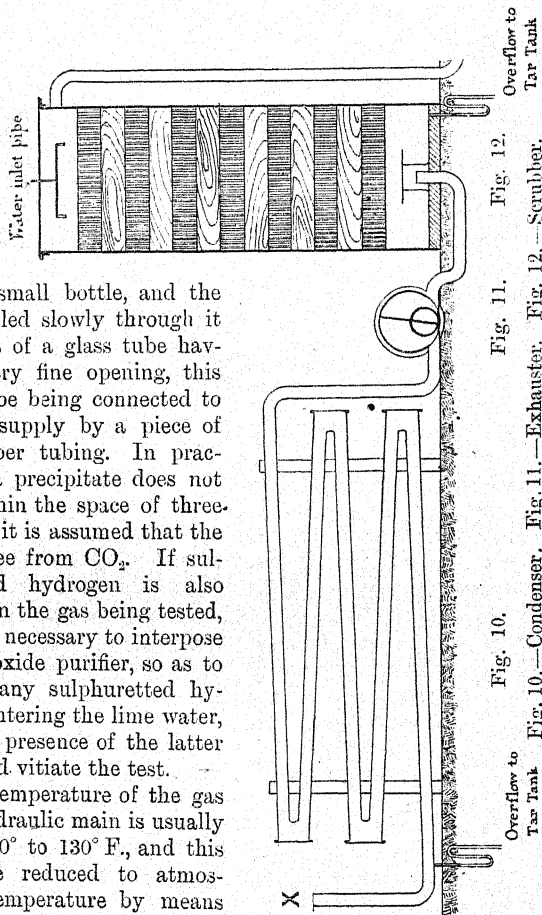 small bottle, and the
led slowly through it
of a glass tube hav-
ry fine opening, this
be being connected to
supply by a piece of
ber tubing. In prac-
precipitate does not
hin the space of three-
it is assumed that the
ee from CO₂. If sul-
d hydrogen is also
n the gas being tested,
necessary to interpose
oxide purifier, so as to
any sulphuretted hy-
ntering the lime water,
presence of the latter
d vitiate the test.
emperature of the gas
draulic main is usually
0° to 130° F., and this
e reduced to atmos-
emperature by means
Water inlet pipe
X
Overflow to
Tar Tank
Fig. 10.
Fig. 11.
Fig. 12.
Overflow to
Tar Tank
Fig. 10.—Condenser. Fig. 11.—Exhauster. Fig. 12.—Scrubber.